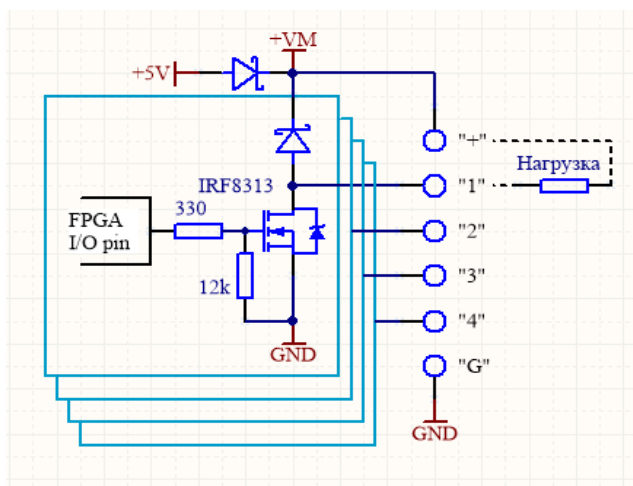 +VM
+5V
"+"
Нагрузка
IRF8313
"1"
330
FPGA
I/O pin
"2"
12k
"3"
"4"
GND
"G"
GND